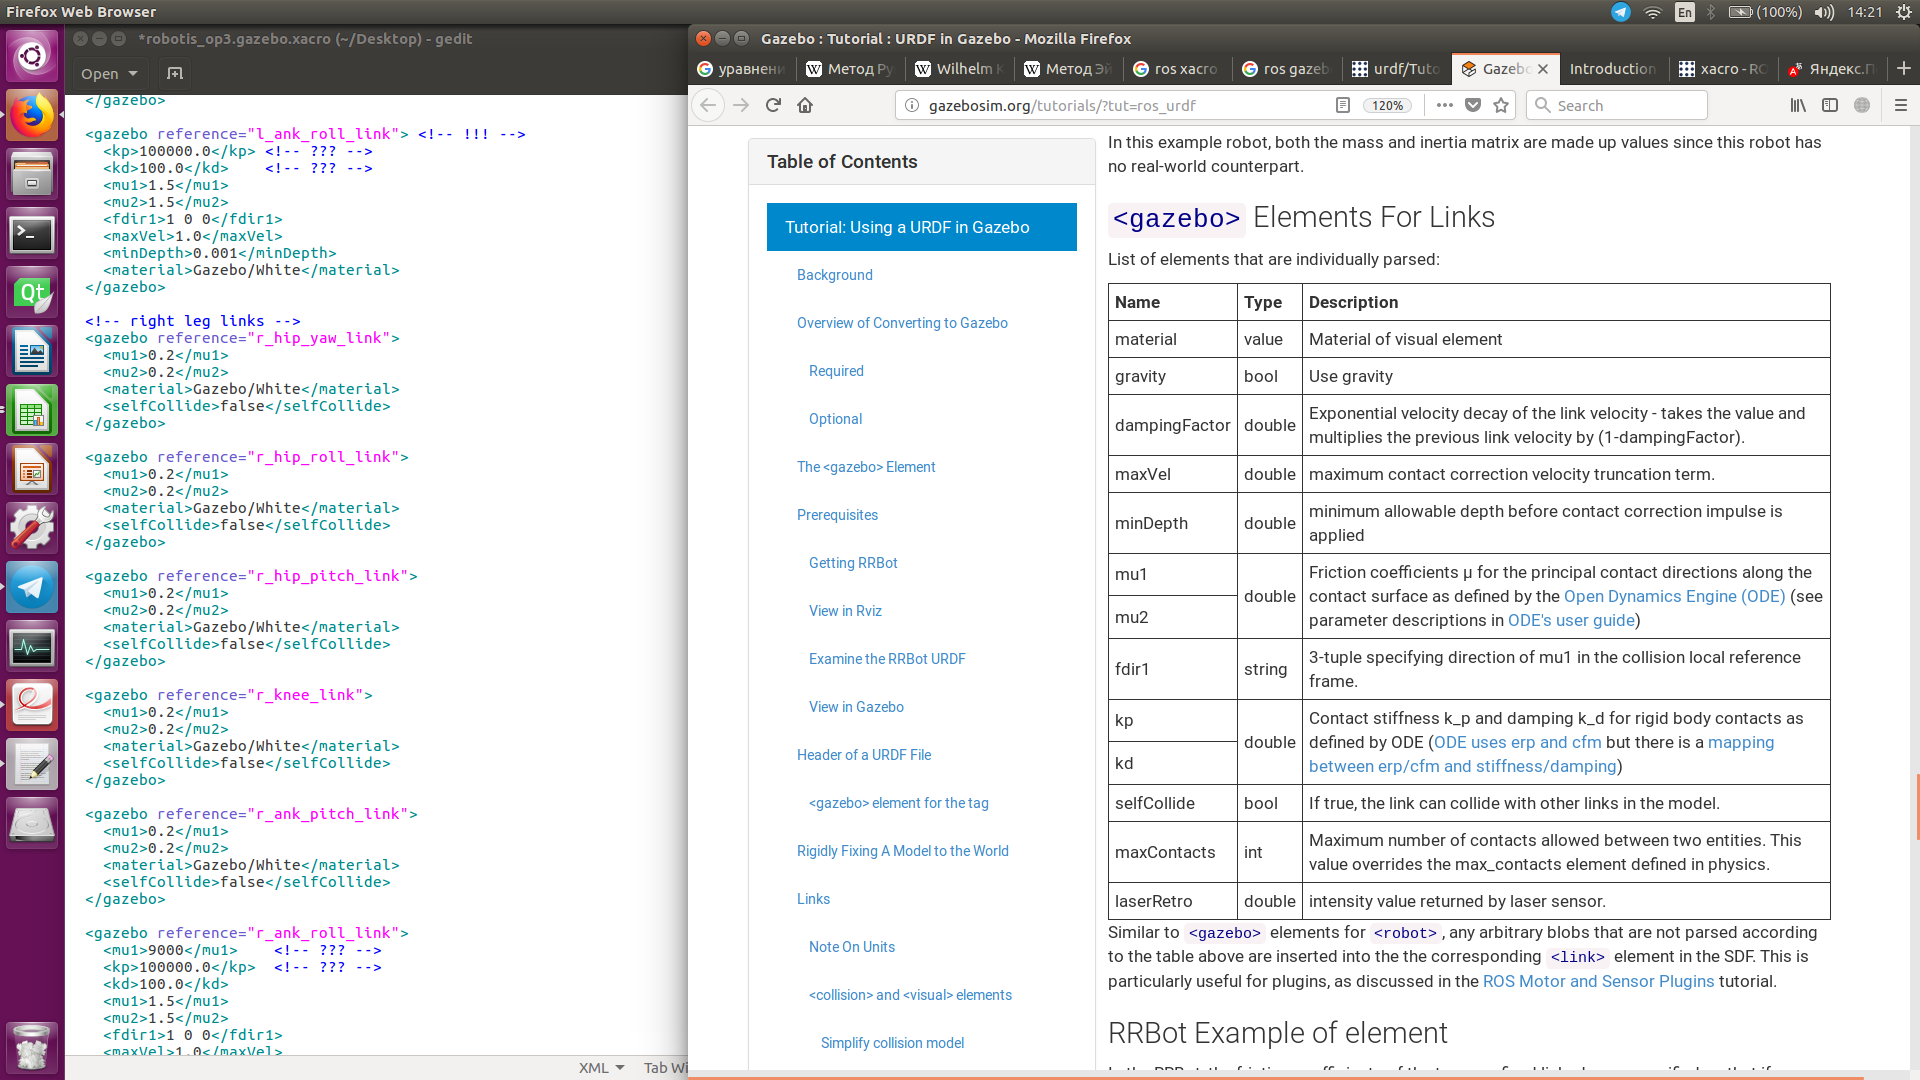 Firefox Web Browser
En
(100%)
14:21
*robotis_op3.gazebo.xacro (~/Desktop) - gedit
Open
</gazebo>
<gazebo reference="l_ank_roll_link"> <!-- !!! -->
<kp>100000.0</kp> <!-- ??? -->
<kd>100.0</kd> <!-- ??? -->
<mu1>1.5</mu1>
<mu2>1.5</mu2>
<fdir1>1 0 0</fdir1>
<maxVel>1.0</maxVel>
<minDepth>0.001</minDepth>
<material>Gazebo/White</material>
</gazebo>
<!-- right leg links -->
<gazebo reference="r_hip_yaw_link">
<mu1>0.2</mu1>
<mu2>0.2</mu2>
<material>Gazebo/White</material>
<selfCollide>false</selfCollide>
</gazebo>
<gazebo reference="r_hip_roll_link">
<mu1>0.2</mu1>
<mu2>0.2</mu2>
<material>Gazebo/White</material>
<selfCollide>false</selfCollide>
</gazebo>
<gazebo reference="r_hip_pitch_link">
<mu1>0.2</mu1>
<mu2>0.2</mu2>
<material>Gazebo/White</material>
<selfCollide>false</selfCollide>
</gazebo>
<gazebo reference="r_knee_link">
<mu1>0.2</mu1>
<mu2>0.2</mu2>
<material>Gazebo/White</material>
<selfCollide>false</selfCollide>
</gazebo>
<gazebo reference="r_ank_pitch_link">
<mu1>0.2</mu1>
<mu2>0.2</mu2>
<material>Gazebo/White</material>
<selfCollide>false</selfCollide>
</gazebo>
<gazebo reference="r_ank_roll_link">
<mu1>9000</mu1> <!-- ??? -->
<kp>100000.0</kp> <!-- ??? -->
<kd>100.0</kd>
<mu1>1.5</mu1>
<mu2>1.5</mu2>
<fdir1>1 0 0</fdir1>
<maxVel>1.0</maxVel>
XML
Tab Wi
Gazebo : Tutorial : URDF in Gazebo - Mozilla Firefox
уравнени
Метод Ру
Wilhelm K
Метод Эй
ros xacro
ros gazeb
urdf/Tuto
Gazebo
Introduction
xacro - RO
Яндекс.П
gazebosim.org/tutorials/?tut=ros_urdf
120%
Search
Table of Contents
Tutorial: Using a URDF in Gazebo
Background
Overview of Converting to Gazebo
Required
Optional
The <gazebo> Element
Prerequisites
Getting RRBot
View in Rviz
Examine the RRBot URDF
View in Gazebo
Header of a URDF File
<gazebo> element for the tag
Rigidly Fixing A Model to the World
Links
Note On Units
<collision> and <visual> elements
Simplify collision model
In this example robot, both the mass and inertia matrix are made up values since this robot has
no real-world counterpart.
<gazebo> Elements For Links
List of elements that are individually parsed:
Name Type Description
material value Material of visual element
gravity bool Use gravity
dampingFactor double Exponential velocity decay of the link velocity - takes the value and
multiplies the previous link velocity by (1-dampingFactor).
maxVel double maximum contact correction velocity truncation term.
minDepth double minimum allowable depth before contact correction impulse is
applied
mu1
mu2
double
Friction coefficients μ for the principal contact directions along the
contact surface as defined by the Open Dynamics Engine (ODE) (see
parameter descriptions in ODE's user guide)
fdir1 string 3-tuple specifying direction of mu1 in the collision local reference
frame.
kp
kd
double
Contact stiffness k_p and damping k_d for rigid body contacts as
defined by ODE (ODE uses erp and cfm but there is a mapping
between erp/cfm and stiffness/damping)
selfCollide bool If true, the link can collide with other links in the model.
maxContacts int Maximum number of contacts allowed between two entities. This
value overrides the max_contacts element defined in physics.
laserRetro double intensity value returned by laser sensor.
Similar to <gazebo> elements for <robot> , any arbitrary blobs that are not parsed according
to the table above are inserted into the the corresponding <link> element in the SDF. This is
particularly useful for plugins, as discussed in the ROS Motor and Sensor Plugins tutorial.
RRBot Example of element